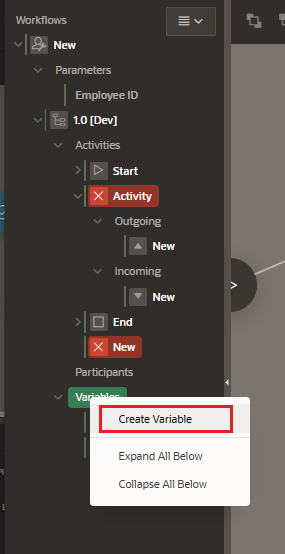 Workflows
New
Parameters
Employee ID
1.0 [Dev]
Activities
Start
Activity
Outgoing
New
Incoming
New
End
New
Participants
Variables
Create Variable
Expand All Below
Collapse All Below